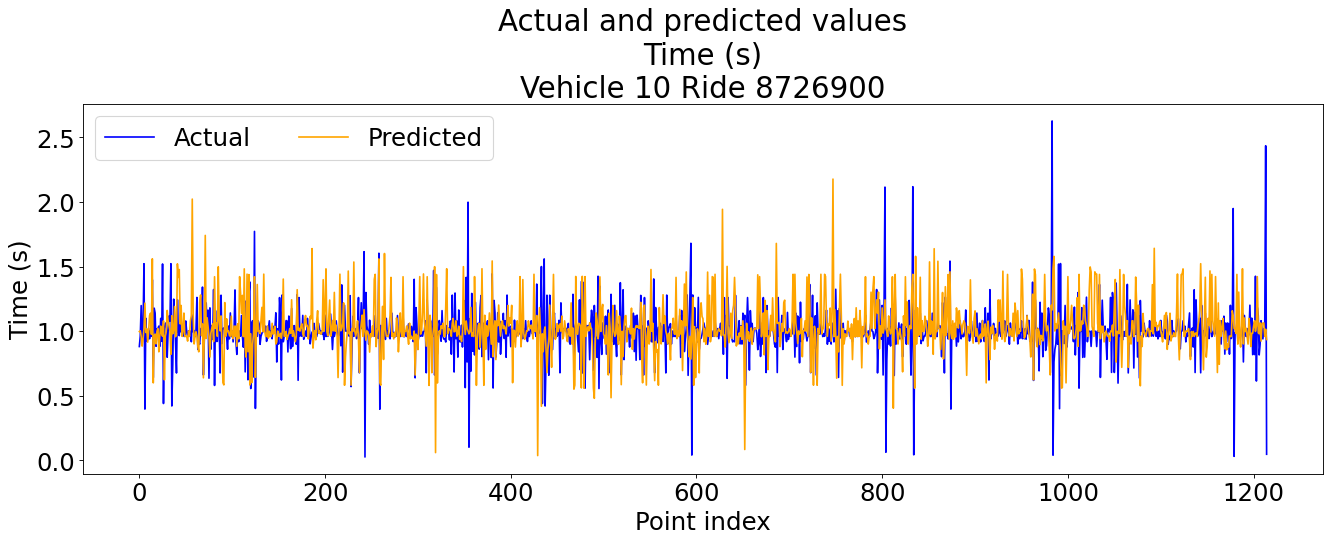 Actual and predicted values
Time (s)
Vehicle 10 Ride 8726900
Actual
Predicted
Time (s)
2.5
2.0
1.5
1.0
0.5
0.0
0
200
400
600
800
1000
1200
Point index